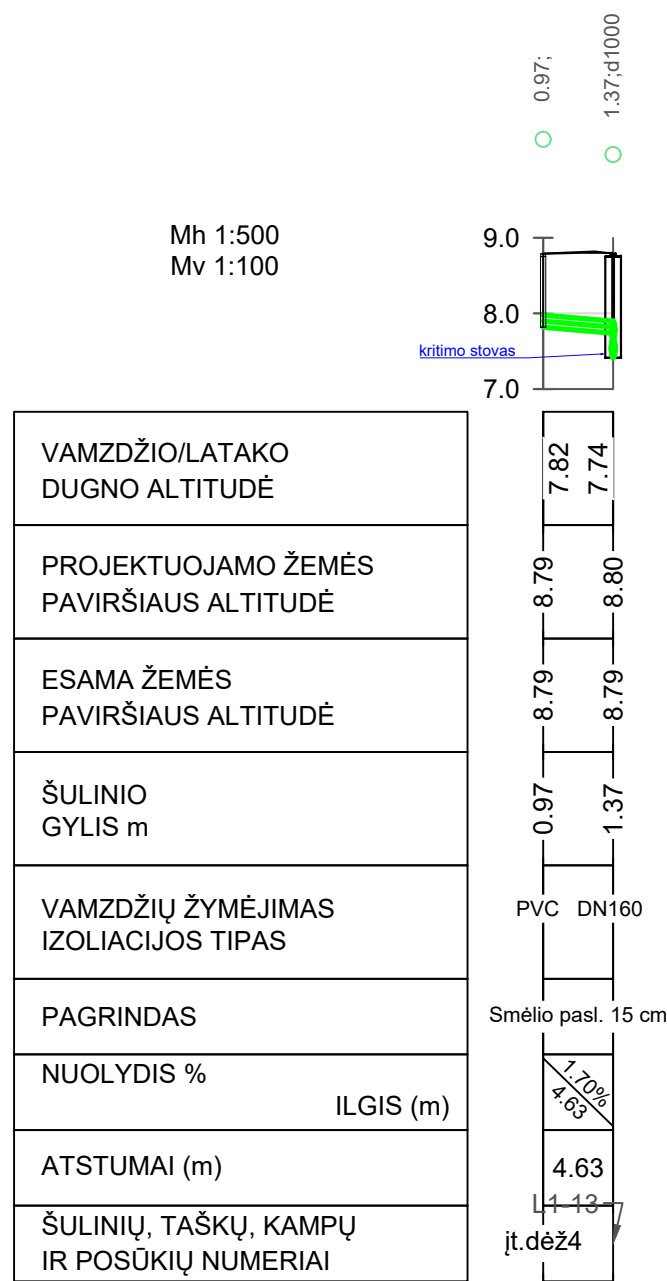 0.97;
1.37;d1000
Mh 1:500
Mv 1:100
9.0
8.0
7.0
kritimo stovas
VAMZDŽIO/LATAKO
DUGNO ALTITUDĖ
7.82
7.74
PROJEKTUOJAMO ŽEMĖS
PAVIRŠIAUS ALTITUDĖ
8.79
8.80
ESAMA ŽEMĖS
PAVIRŠIAUS ALTITUDĖ
8.79
8.79
ŠULINIO
GYLIS m
0.97
1.37
VAMZDŽIŲ ŽYMĖJIMAS
IZOLIACIJOS TIPAS
PVC DN160
PAGRINDAS
Smėlio pasl. 15 cm
NUOLYDIS %
ILGIS (m)
1.70%
4.63
ATSTUMAI (m)
4.63
ŠULINIŲ, TAŠKŲ, KAMPŲ
IR POSŪKIŲ NUMERIAI
L1-13
įt.dėž4